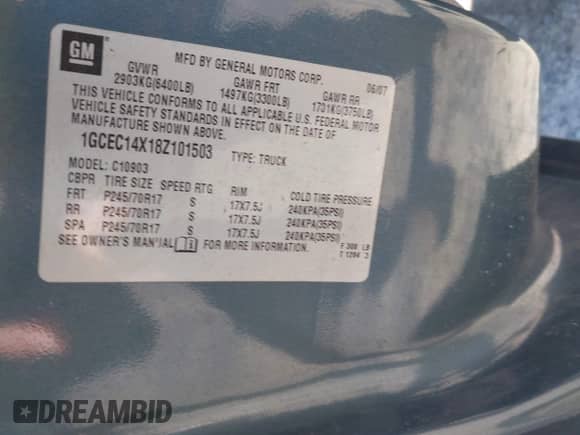 GM
MFD BY GENERAL MOTORS CORP. 06/07
GVWR GAWR FRT GAWR RR
2903KG(6400LB) 1497KG(3300LB) 1701KG(3750LB)
THIS VEHICLE CONFORMS TO ALL APPLICABLE U.S. FEDERAL MOTOR
VEHICLE SAFETY STANDARDS IN EFFECT ON THE DATE OF
MANUFACTURE SHOWN ABOVE.
1GCEC14X18Z101503 TYPE: TRUCK
MODEL: C10903
CBPR TIRE SIZE SPEED RTG RIM COLD TIRE PRESSURE
FRT P245/70R17 S 17X7.5J 240KPA(35PSI)
RR P245/70R17 S 17X7.5J 240KPA(35PSI)
SPA P245/70R17 S 17X7.5J 240KPA(35PSI)
SEE OWNER'S MANUAL FOR MORE INFORMATION.
F 308 LB
T 1204 3
DREAMBID